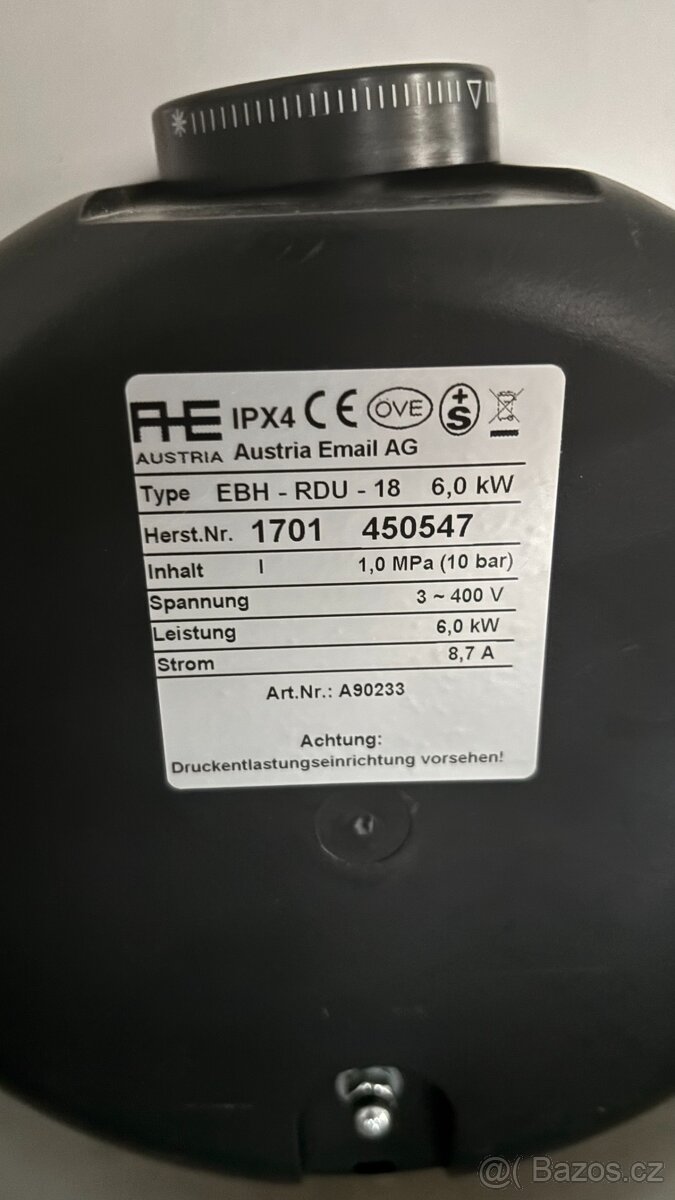 AHE IPX4 CE ÖVE +S
AUSTRIA Austria Email AG
Type EBH - RDU - 18 6,0 kW
Herst.Nr. 1701 450547
Inhalt l 1,0 MPa (10 bar)
Spannung 3 ~ 400 V
Leistung 6,0 kW
Strom 8,7 A
Art.Nr.: A90233
Achtung:
Druckentlastungseinrichtung vorsehen!
@( Bazos.cz